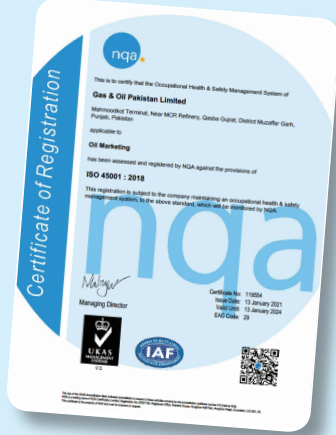 Certificate of Registration
nqa.
This is to certify that the Occupational Health & Safety Management System of
Gas & Oil Pakistan Limited
Mahmoodkot Terminal, Near MCR Refinery, Qasba Gujrat, District Muzaffar Garh,
Punjab, Pakistan
applicable to
Oil Marketing
has been assessed and registered by NQA against the provisions of
ISO 45001 : 2018
This registration is subject to the company maintaining an occupational health & safety
management system, to the above standard, which will be monitored by NQA.
nqa
Managing Director
Certificate No: 119554
Issue Date: 13 January 2021
Valid Until: 13 January 2024
EAC Code: 29
UKAS
MANAGEMENT
SYSTEMS
015
IAF